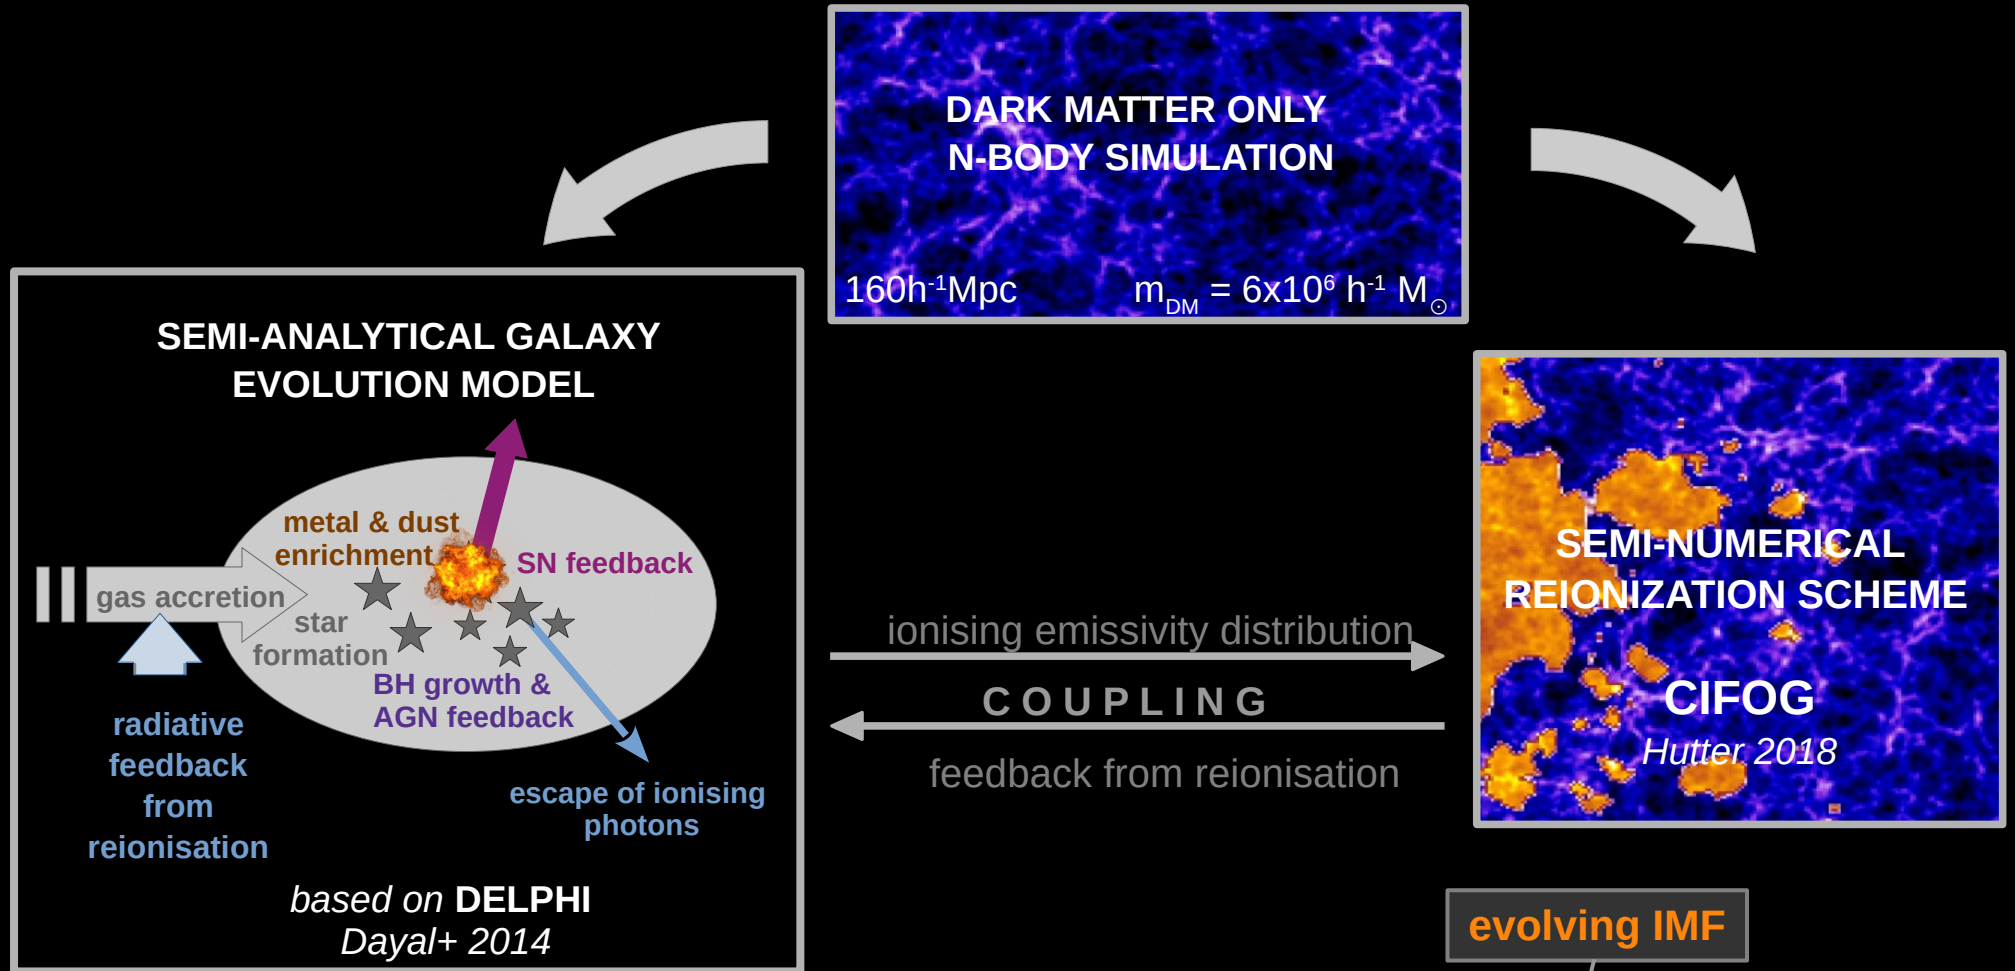 DARK MATTER ONLY
N-BODY SIMULATION
160h⁻¹Mpc
m_DM = 6x10⁶ h⁻¹ M_⊙
SEMI-ANALYTICAL GALAXY
EVOLUTION MODEL
metal & dust
enrichment
SN feedback
gas accretion
star
formation
BH growth &
AGN feedback
radiative
feedback
from
reionisation
escape of ionising
photons
based on DELPHI
Dayal+ 2014
ionising emissivity distribution
COUPLING
feedback from reionisation
SEMI-NUMERICAL
REIONIZATION SCHEME
CIFOG
Hutter 2018
evolving IMF